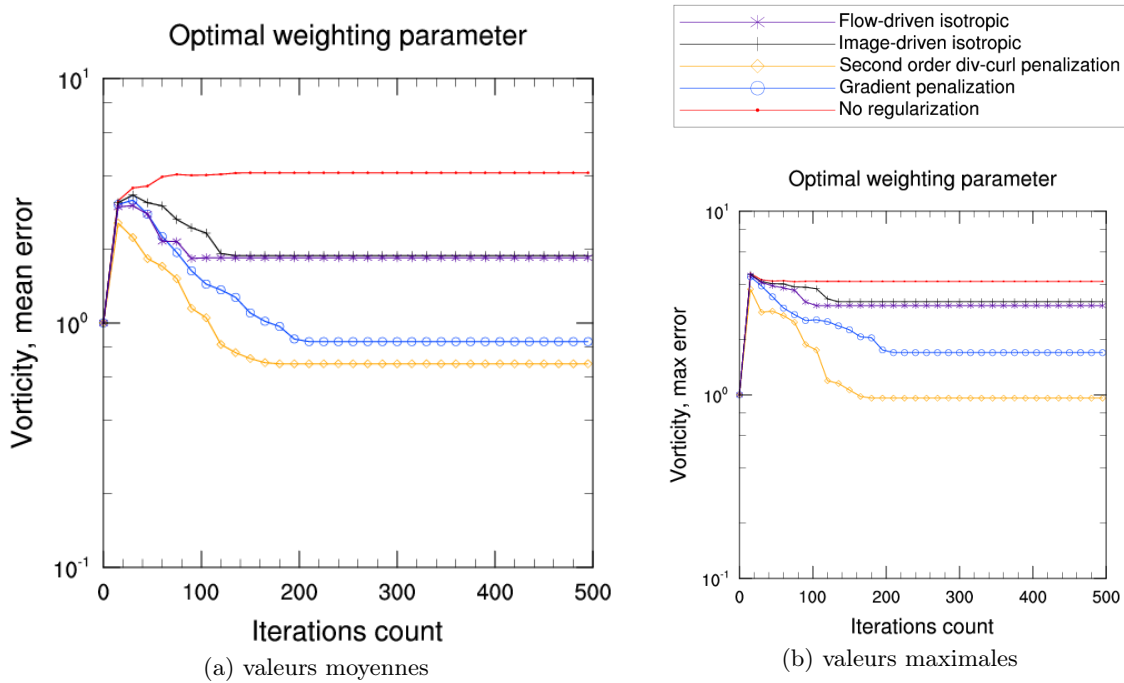 Optimal weighting parameter
10^1
10^0
10^-1
Vorticity, mean error
0 100 200 300 400 500
Iterations count
(a) valeurs moyennes
Flow-driven isotropic
Image-driven isotropic
Second order div-curl penalization
Gradient penalization
No regularization
Optimal weighting parameter
10^1
10^0
10^-1
Vorticity, max error
0 100 200 300 400 500
Iterations count
(b) valeurs maximales